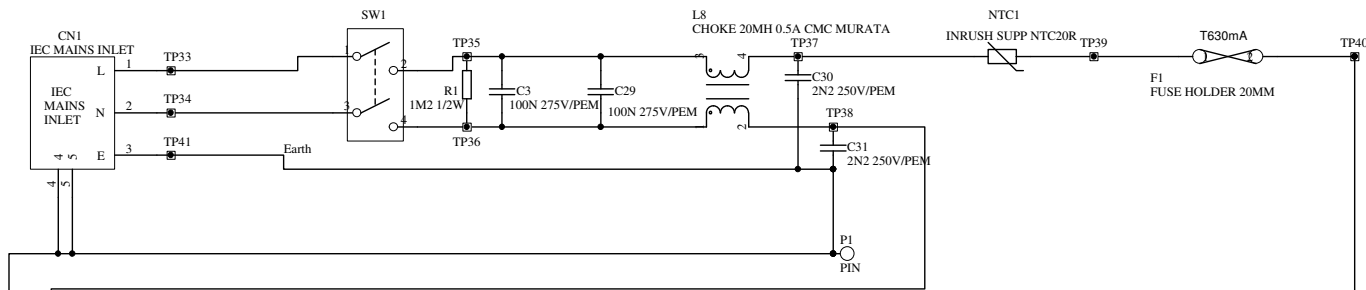 SW1
L8
CHOKE 20MH 0.5A CMC MURATA
NTC1
INRUSH SUPP NTC20R
T630mA
CN1
IEC MAINS INLET
TP33
TP35
TP37
TP39
TP40
L
1
1
2
3
4
2
IEC
MAINS
INLET
R1
1M2 1/2W
C3
100N 275V/PEM
C29
100N 275V/PEM
C30
2N2 250V/PEM
F1
FUSE HOLDER 20MM
TP34
N
2
3
4
TP36
2
TP38
TP41
E
3
Earth
C31
2N2 250V/PEM
4
5
4
5
P1
PIN